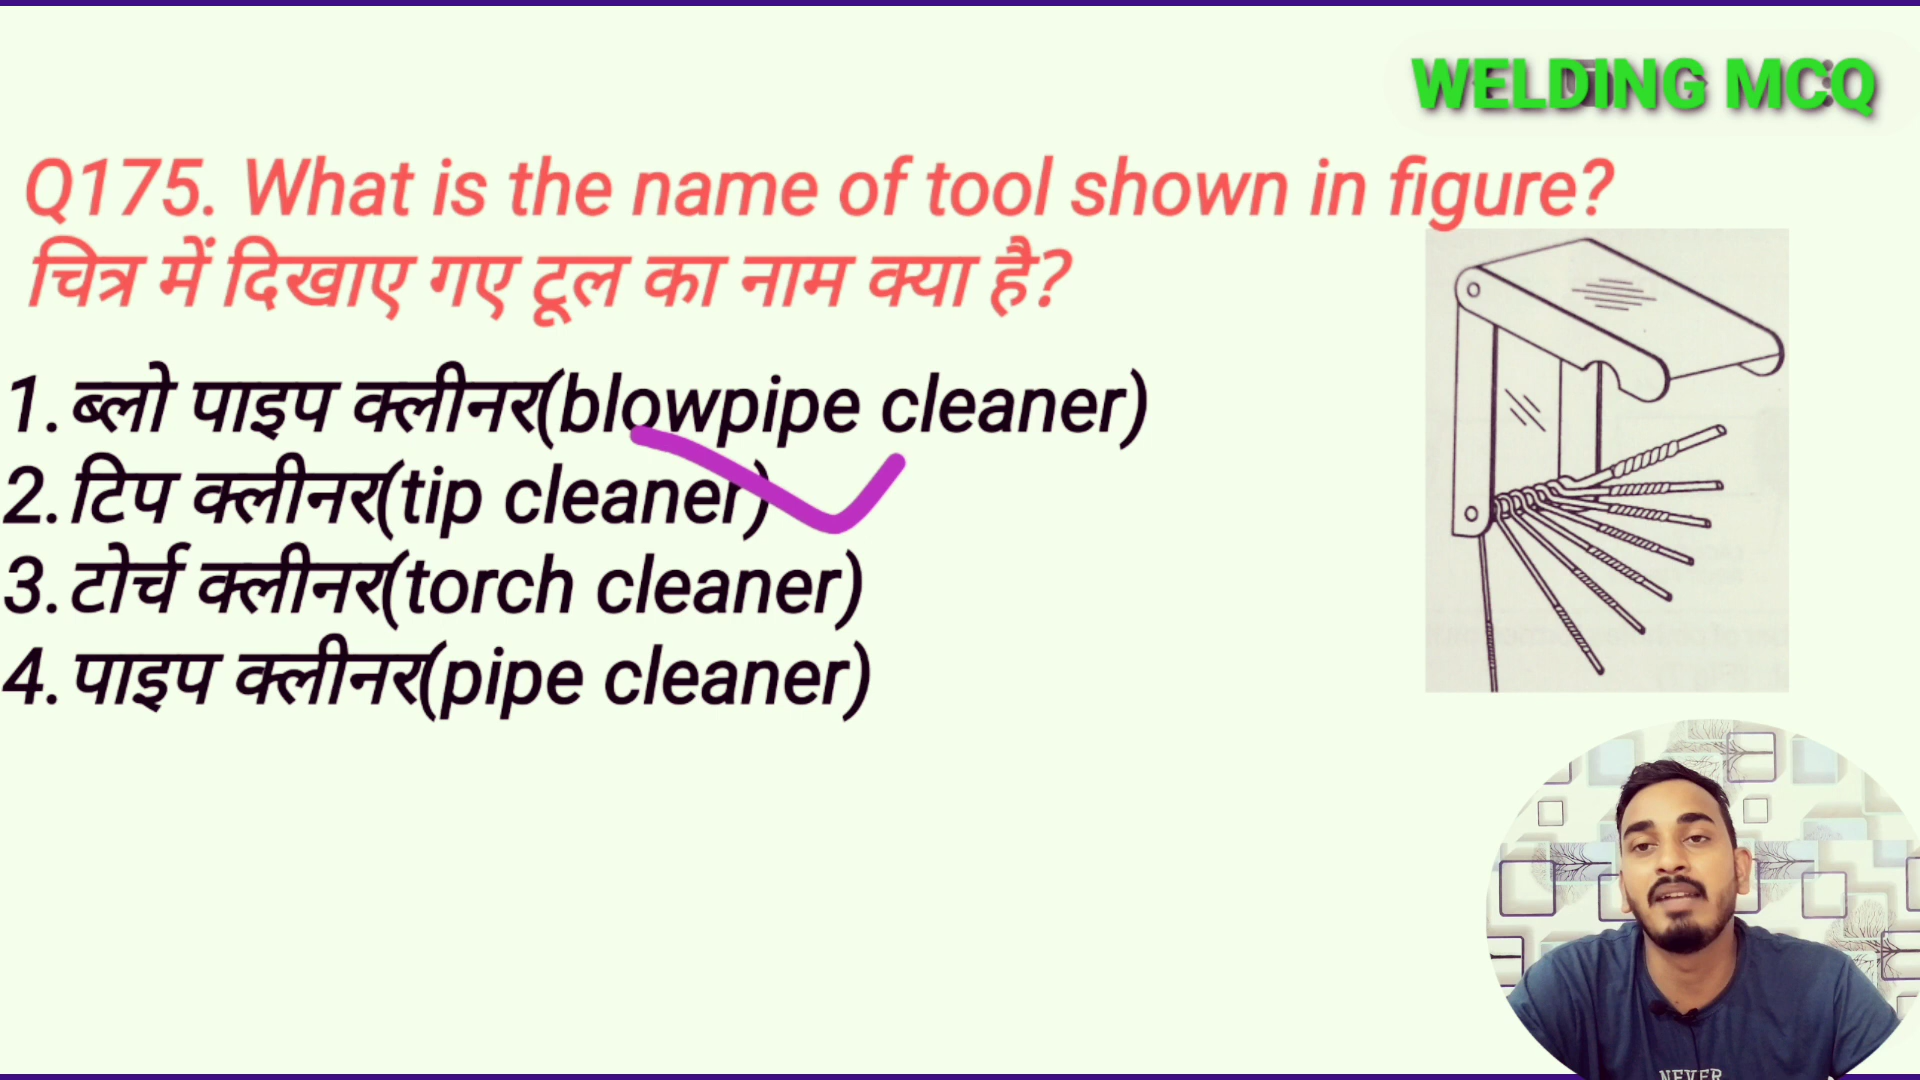 WELDING MCQ
Q175. What is the name of tool shown in figure?
चित्र में दिखाए गए टूल का नाम क्या है?
1. ब्लो पाइप क्लीनर(blowpipe cleaner)
2. टिप क्लीनर(tip cleaner)
3. टोर्च क्लीनर(torch cleaner)
4. पाइप क्लीनर(pipe cleaner)
NEVER